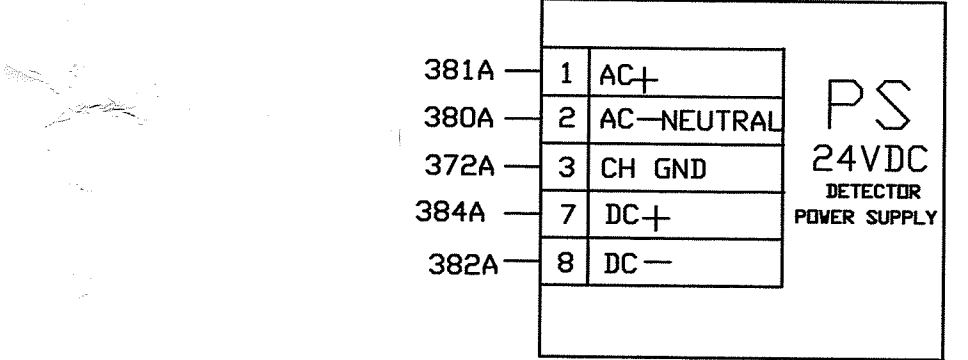 381A 1 AC+
380A 2 AC-NEUTRAL
372A 3 CH GND
384A 7 DC+
382A 8 DC-
PS
24VDC
DETECTOR
POWER SUPPLY